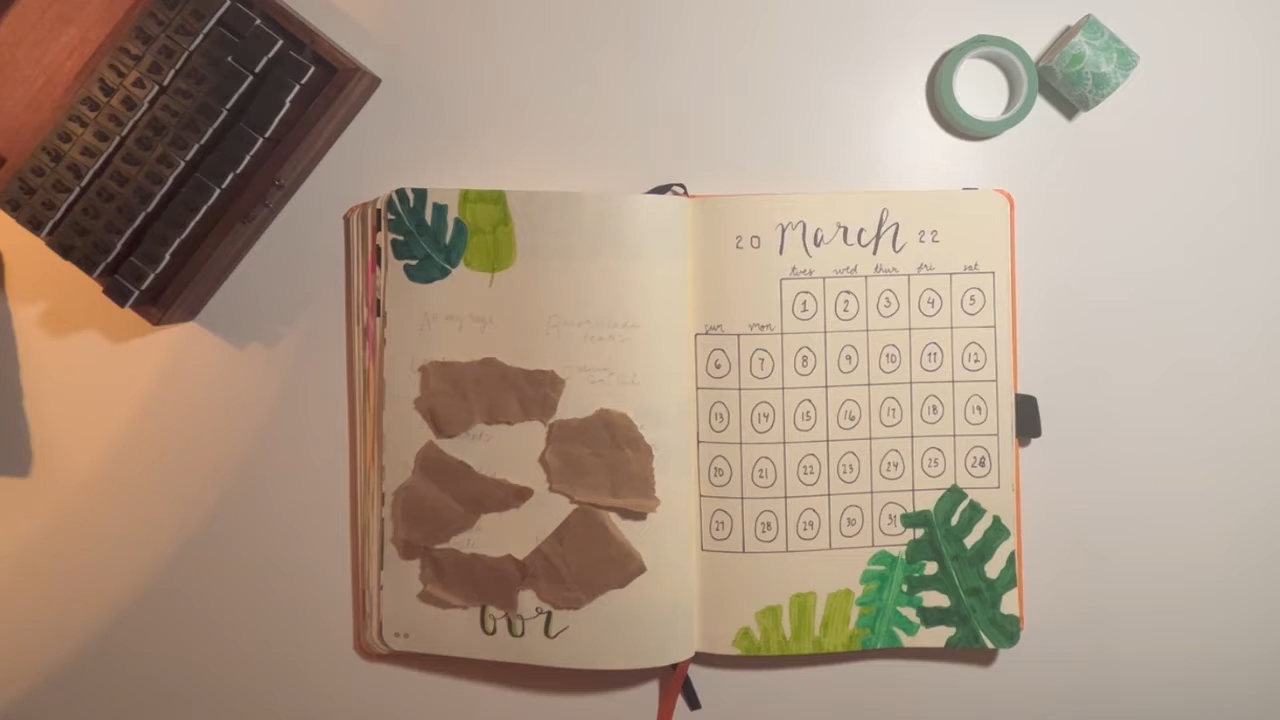 20 March 22
tues wed thur fri sat
1 2 3 4 5
sun mon
6 7 8 9 10 11 12
13 14 15 16 17 18 19
20 21 22 23 24 25 26
27 28 29 30 31